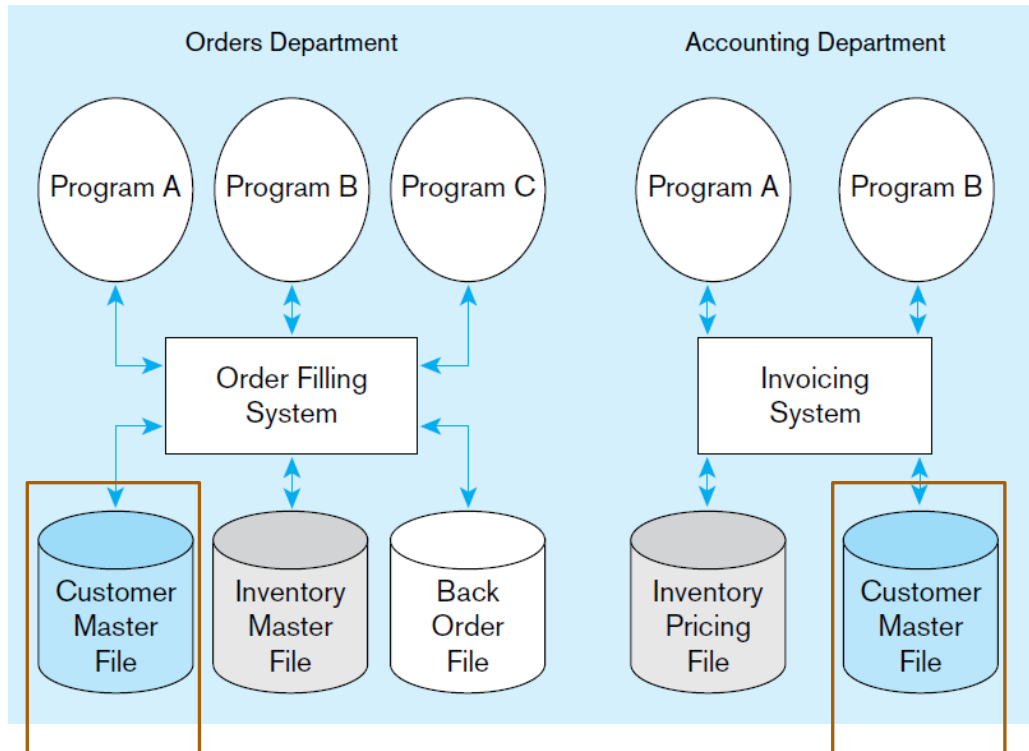 Orders Department
Accounting Department
Program A
Program B
Program C
Program A
Program B
Order Filling
System
Invoicing
System
Customer
Master
File
Inventory
Master
File
Back
Order
File
Inventory
Pricing
File
Customer
Master
File